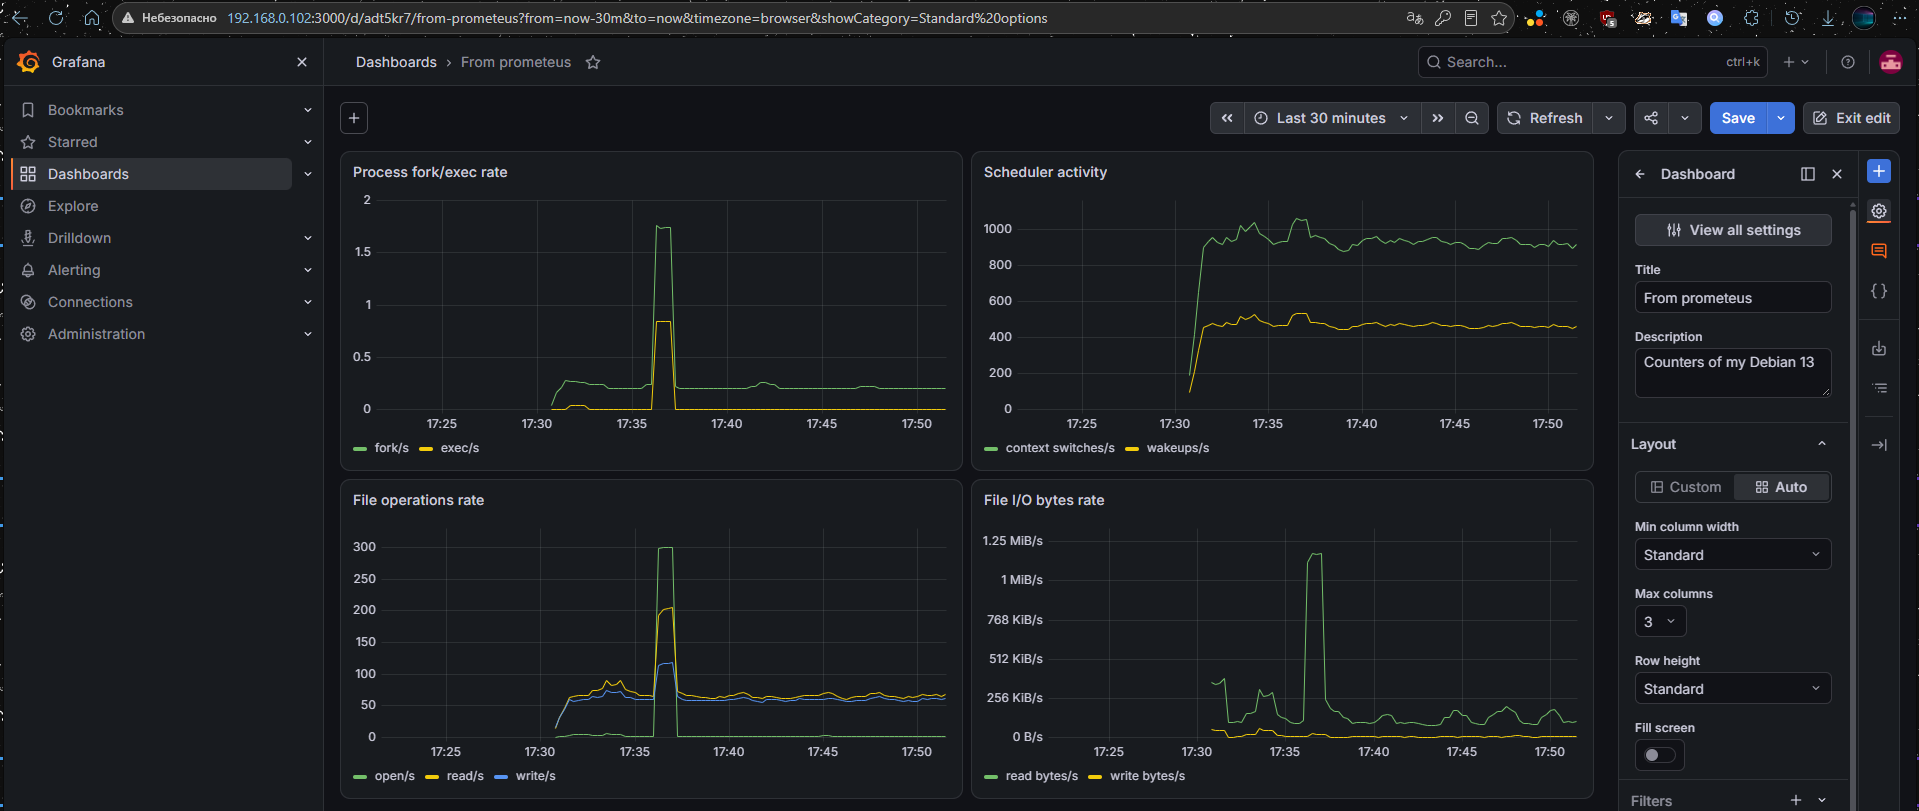 Небезопасно 192.168.0.102:3000/d/adt5kr7/from-prometeus?from=now-30m&to=now&timezone=browser&showCategory=Standard%20options
Grafana
Dashboards › From prometeus
Search... ctrl+k
Bookmarks
Starred
Dashboards
Explore
Drilldown
Alerting
Connections
Administration
Last 30 minutes
Refresh
Save
Exit edit
Process fork/exec rate
2
1.5
1
0.5
0
17:25 17:30 17:35 17:40 17:45 17:50
fork/s exec/s
Scheduler activity
1000
800
600
400
200
0
17:25 17:30 17:35 17:40 17:45 17:50
context switches/s wakeups/s
File operations rate
300
250
200
150
100
50
0
17:25 17:30 17:35 17:40 17:45 17:50
open/s read/s write/s
File I/O bytes rate
1.25 MiB/s
1 MiB/s
768 KiB/s
512 KiB/s
256 KiB/s
0 B/s
17:25 17:30 17:35 17:40 17:45 17:50
read bytes/s write bytes/s
Dashboard
View all settings
Title
From prometeus
Description
Counters of my Debian 13
Layout
Custom Auto
Min column width
Standard
Max columns
3
Row height
Standard
Fill screen
Filters